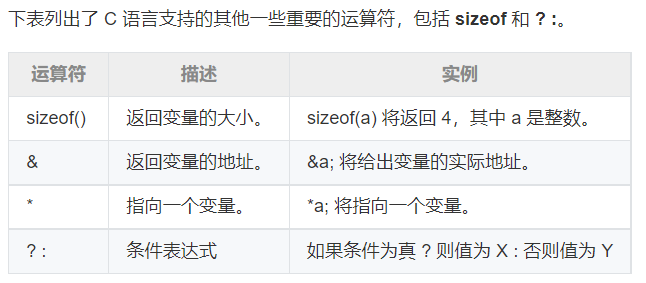 下表列出了 C 语言支持的其他一些重要的运算符，包括 sizeof 和 ? :。
运算符 描述 实例
sizeof() 返回变量的大小。 sizeof(a) 将返回 4，其中 a 是整数。
& 返回变量的地址。 &a; 将给出变量的实际地址。
* 指向一个变量。 *a; 将指向一个变量。
? : 条件表达式 如果条件为真 ? 则值为 X : 否则值为 Y